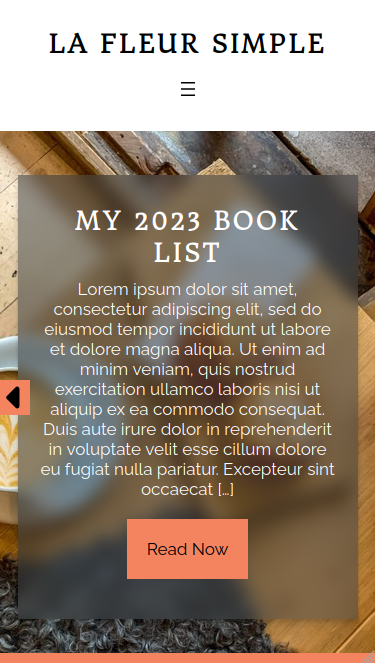 LA FLEUR SIMPLE
MY 2023 BOOK
LIST
Lorem ipsum dolor sit amet,
consectetur adipiscing elit, sed do
eiusmod tempor incididunt ut labore
et dolore magna aliqua. Ut enim ad
minim veniam, quis nostrud
exercitation ullamco laboris nisi ut
aliquip ex ea commodo consequat.
Duis aute irure dolor in reprehenderit
in voluptate velit esse cillum dolore
eu fugiat nulla pariatur. Excepteur sint
occaecat […]
Read Now